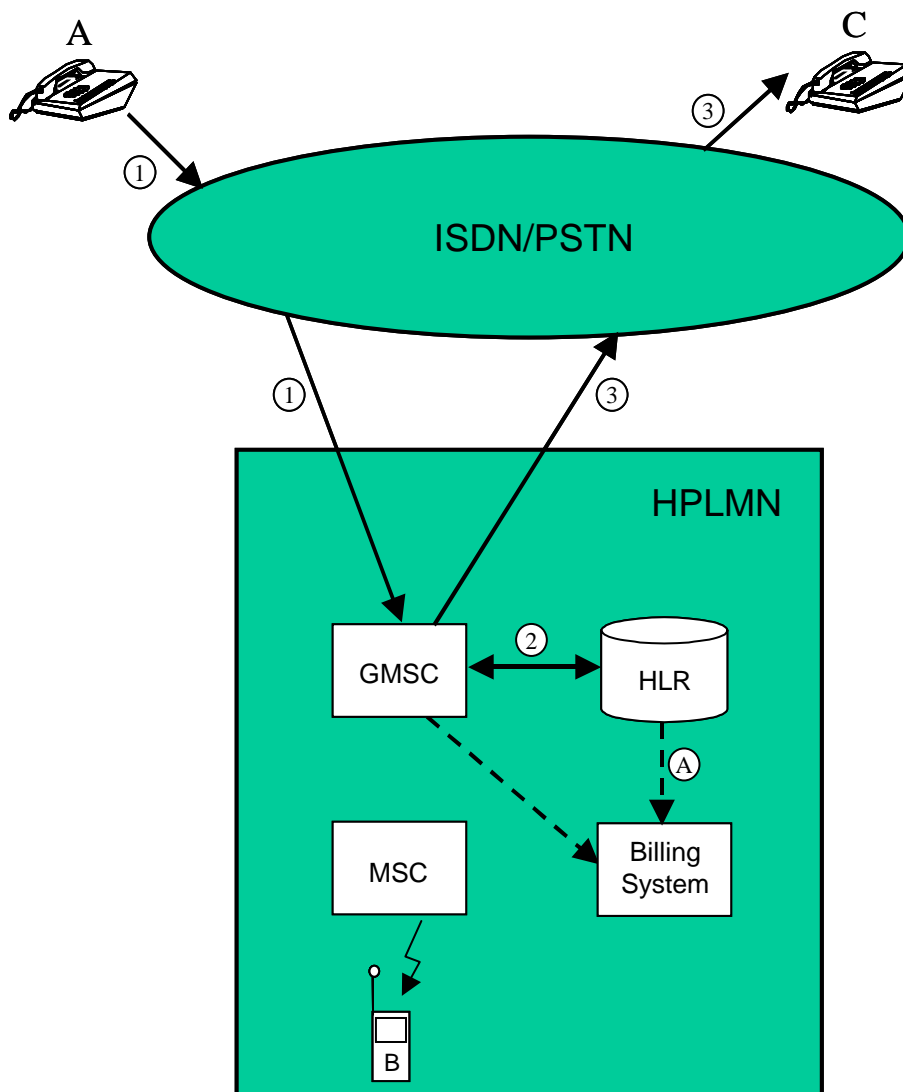 A
C
3
1
ISDN/PSTN
1
3
HPLMN
2
GMSC
HLR
A
MSC
Billing
System
B